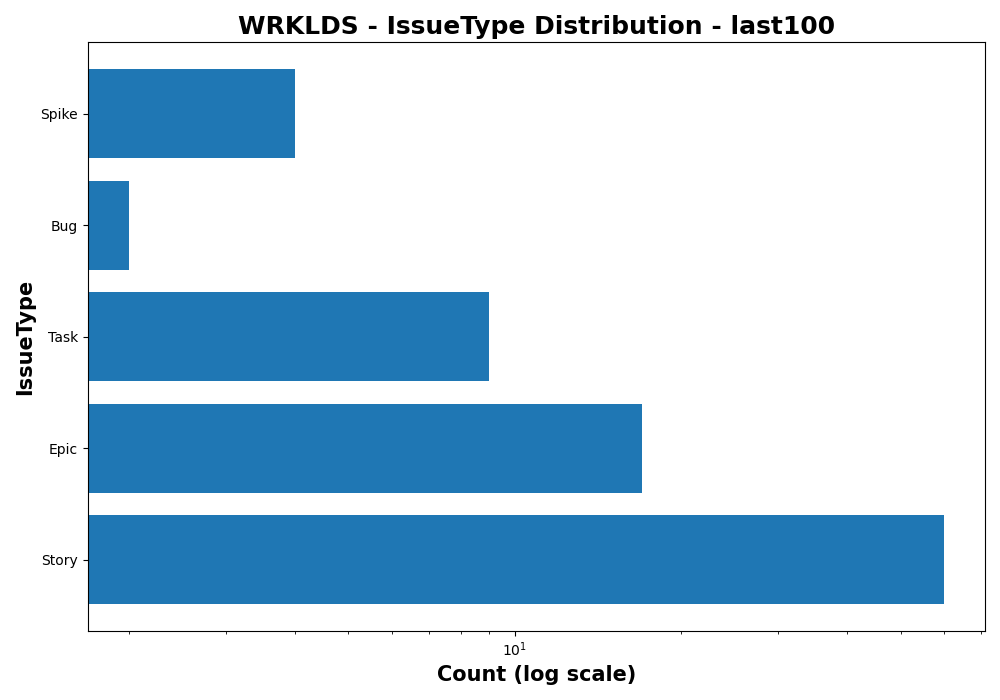 WRKLDS - IssueType Distribution - last100
Spike
Bug
Task
Epic
Story
IssueType
10¹
Count (log scale)